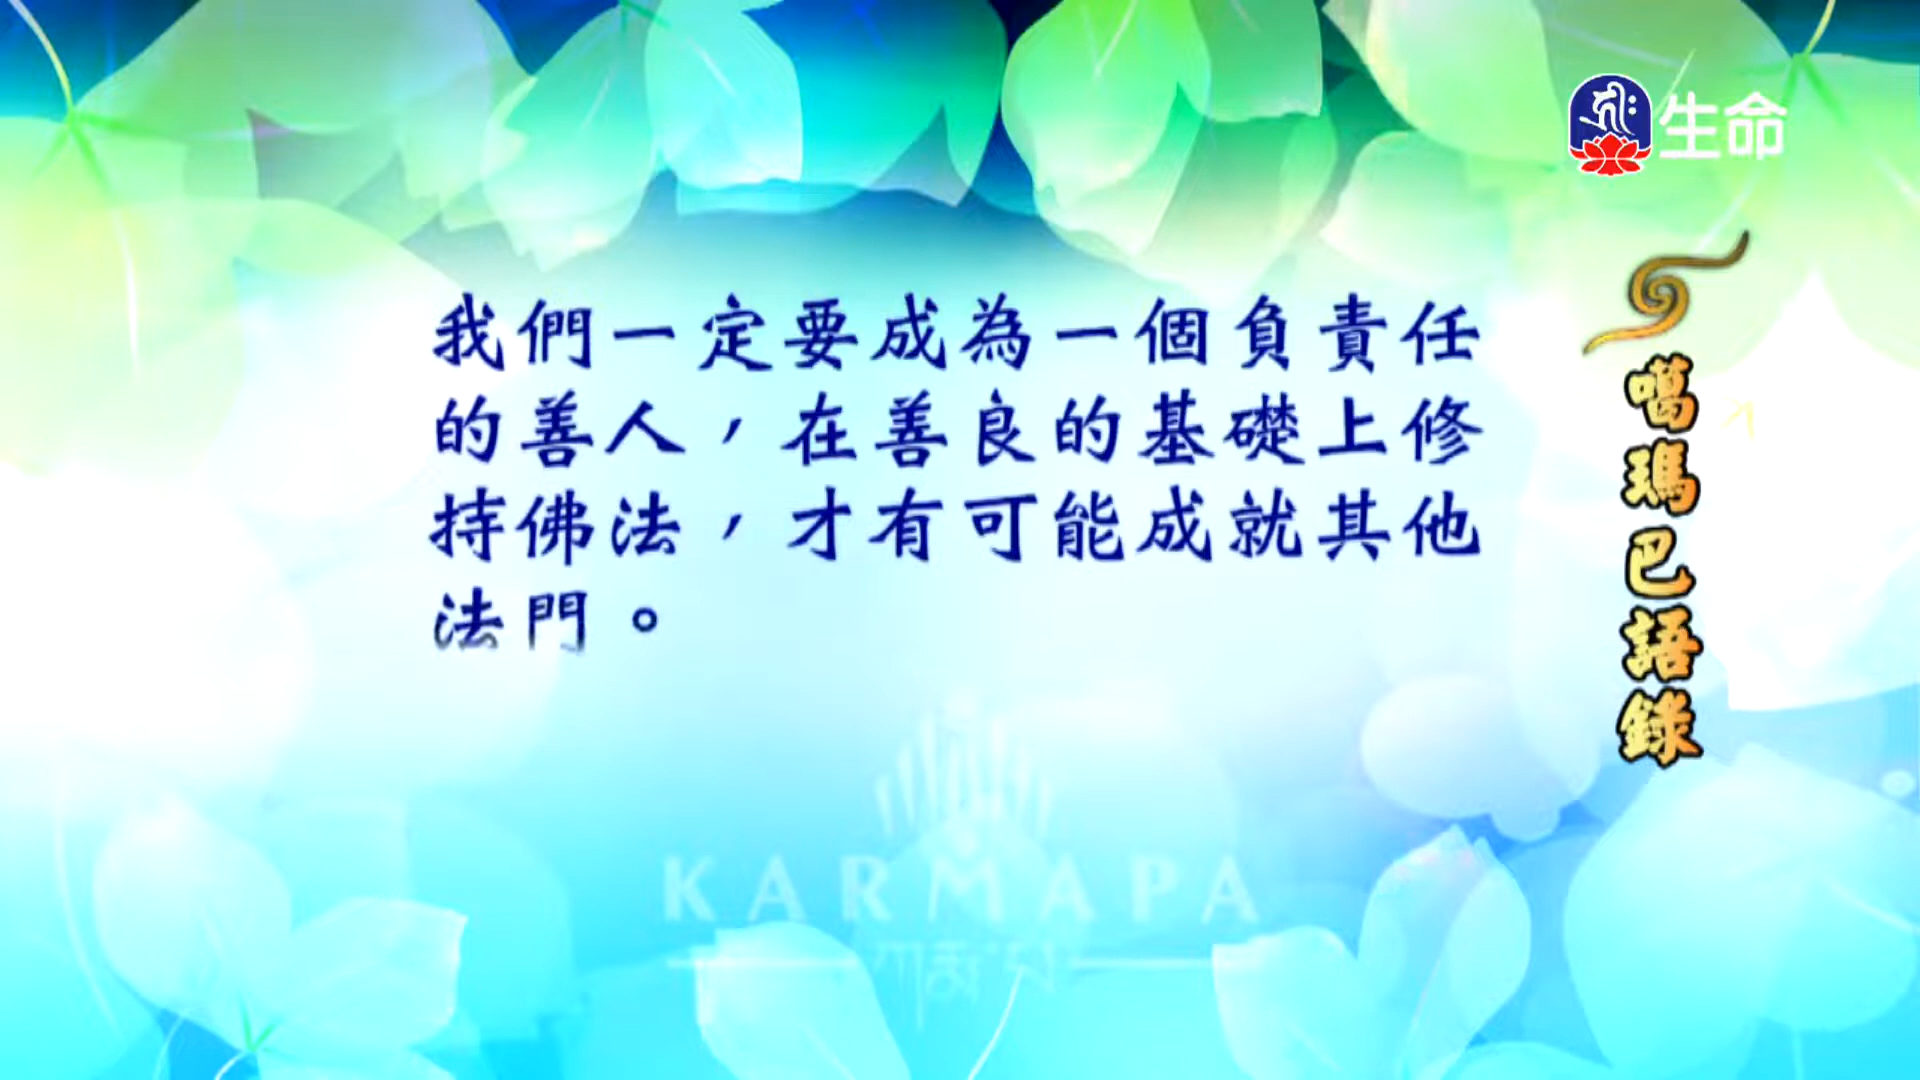 生命
我們一定要成為一個負責任
的善人，在善良的基礎上修
持佛法，才有可能成就其他
法門。
噶瑪巴語錄
KARMAPA
ཀརྨ་པ